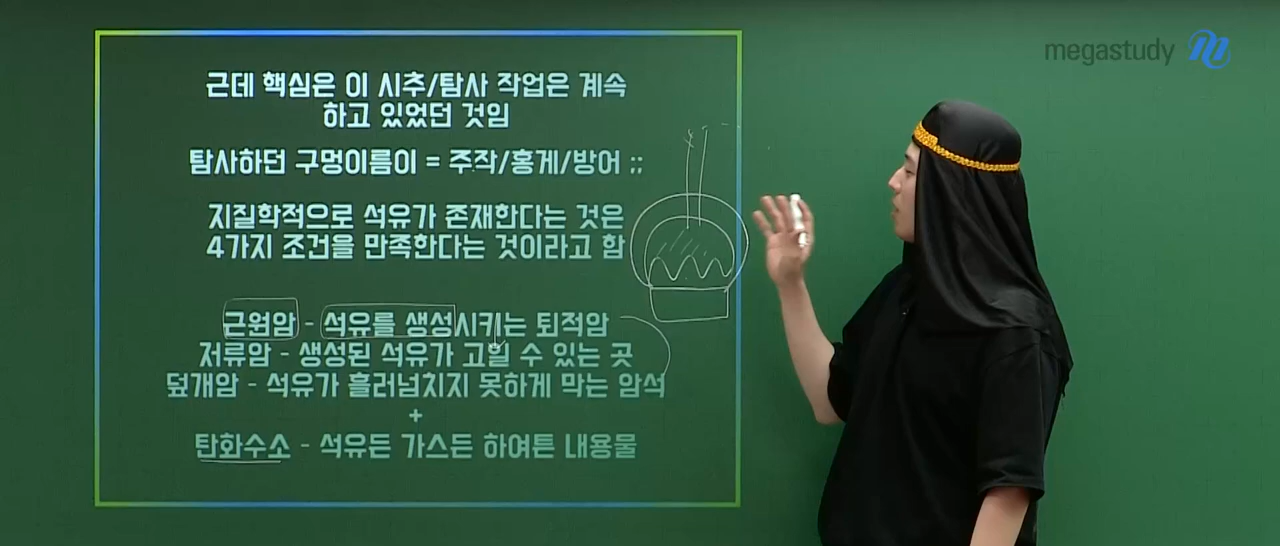 megastudy
근데 핵심은 이 시추/탐사 작업은 계속
하고 있었던 것임
탐사하던 구멍이름이 = 주작/홍게/방어 ;;
지질학적으로 석유가 존재한다는 것은
4가지 조건을 만족한다는 것이라고 함
근원암 - 석유를 생성시키는 퇴적암
저류암 - 생성된 석유가 고일 수 있는 곳
덮개암 - 석유가 흘러넘치지 못하게 막는 암석
+
탄화수소 - 석유든 가스든 하여튼 내용물